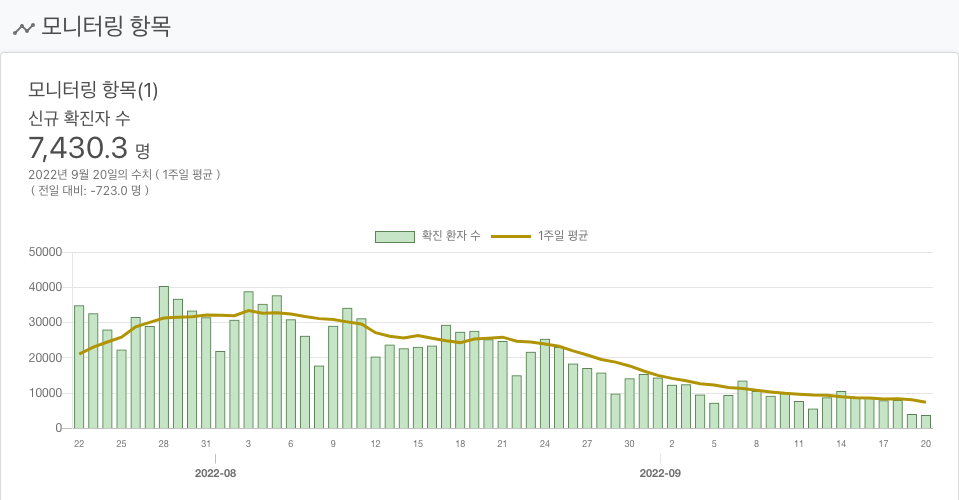 모니터링 항목
모니터링 항목(1)
신규 확진자 수
7,430.3 명
2022년 9월 20일의 수치 ( 1주일 평균 )
( 전일 대비: -723.0 명 )
확진 환자 수 1주일 평균
50000
40000
30000
20000
10000
0
22 25 28 31 3 6 9 12 15 18 21 24 27 30 2 5 8 11 14 17 20
2022-08 2022-09